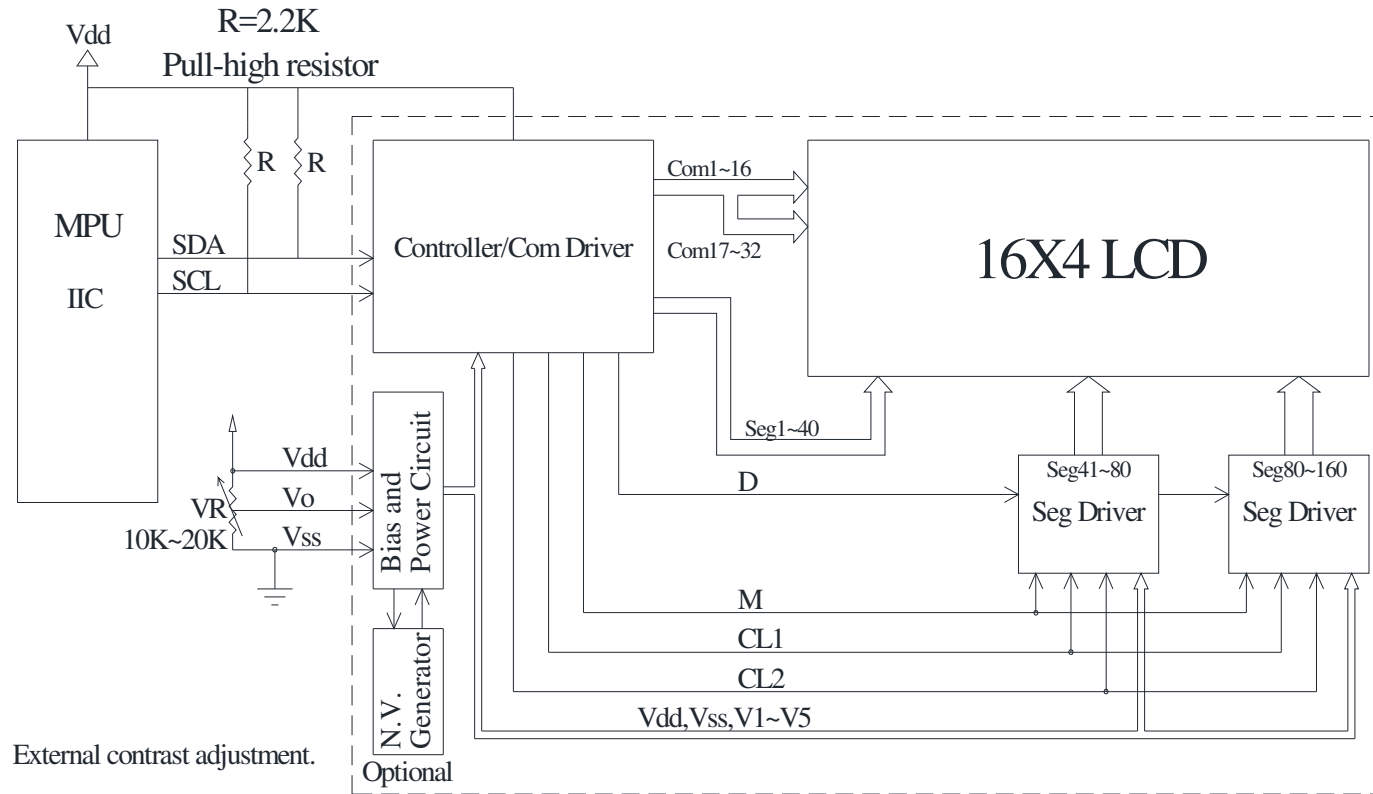 R=2.2K
Vdd
Pull-high resistor
R
R
MPU
IIC
SDA
SCL
Controller/Com Driver
Com1~16
Com17~32
16X4 LCD
Seg1~40
Vdd
Vo
Vss
VR
10K~20K
Bias and
Power Circuit
D
Seg41~80
Seg Driver
Seg80~160
Seg Driver
M
CL1
CL2
Vdd,Vss,V1~V5
N.V.
Generator
Optional
External contrast adjustment.